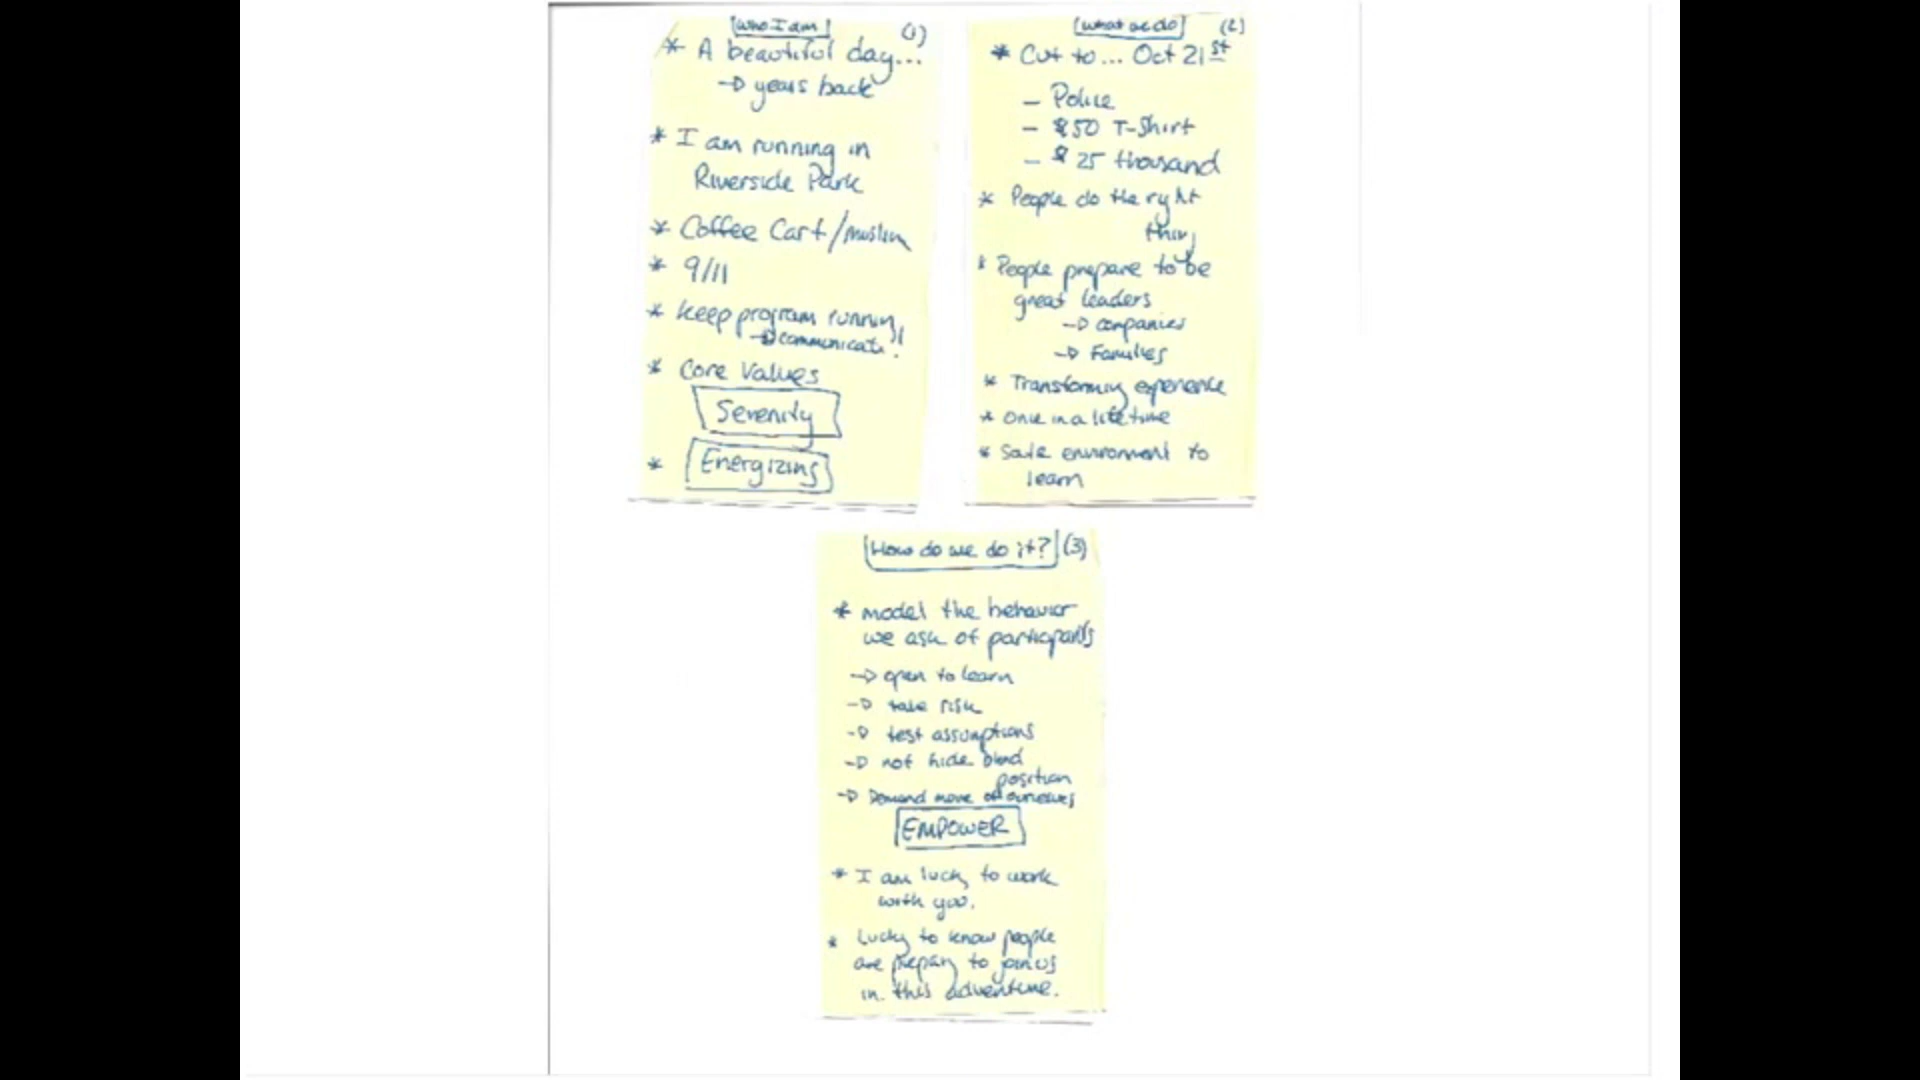 Who I am (1)
* A beautiful day...
→ years back
* I am running in
Riverside Park
* Coffee Cart/Muslim
* 9/11
* Keep program running!
→ communicate!
* Core Values
Serenity
* Energizing
What we do (2)
* Cut to... Oct 21st
- Police
- $50 T-Shirt
- $25 thousand
* People do the right
thing
* People prepare to be
great leaders
→ companies
→ Families
* Transforming experience
* Once in a life time
* Safe environment to
learn
How do we do it? (3)
* model the behavior
we ask of participants
→ open to learn
→ take risk
→ test assumptions
→ not hide blind
position
→ Demand more of ourselves
EMPOWER
* I am lucky to work
with you.
* Lucky to know people
are preparing to join us
in this adventure.